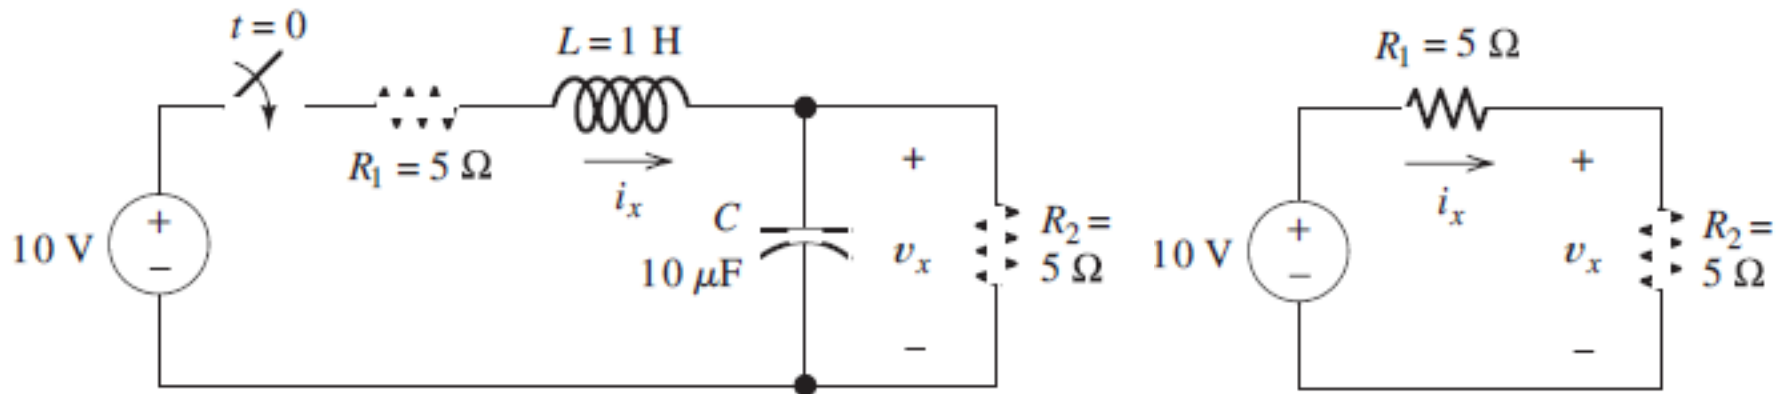 t = 0
L = 1 H
R₁ = 5 Ω
iₓ
10 V
+
−
C
10 μF
+
vₓ
−
R₂ =
5 Ω
R₁ = 5 Ω
iₓ
10 V
+
−
+
vₓ
−
R₂ =
5 Ω